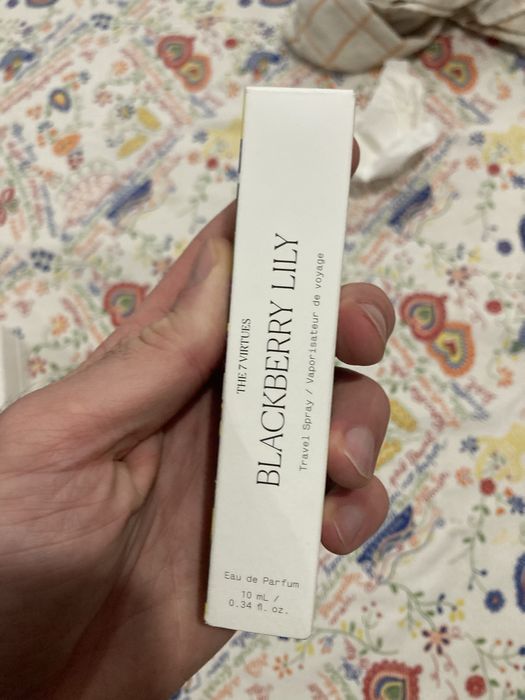 THE 7 VIRTUES
BLACKBERRY LILY
Travel Spray / Vaporisateur de voyage
Eau de Parfum
10 mL /
0.34 fl. oz.